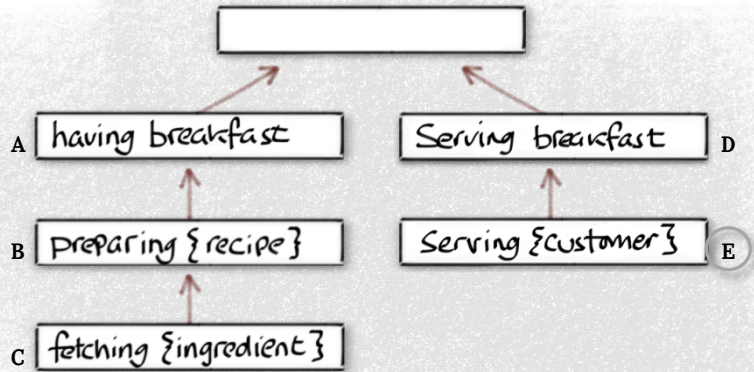 A having breakfast
Serving breakfast D
B preparing {recipe}
Serving {customer} E
C fetching {ingredient}